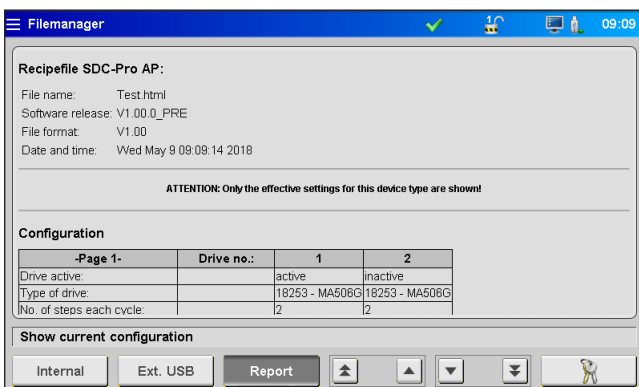 Filemanager
10
09:09
Recipefile SDC-Pro AP:
File name: Test.html
Software release: V1.00.0_PRE
File format: V1.00
Date and time: Wed May 9 09:09:14 2018
ATTENTION: Only the effective settings for this device type are shown!
Configuration
-Page 1- Drive no.: 1 2
Drive active: active inactive
Type of drive: 18253 - MA506G 18253 - MA506G
No. of steps each cycle: 2 2
Show current configuration
Internal Ext. USB Report